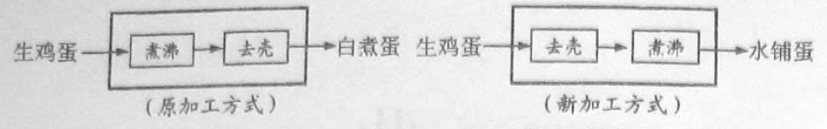 生鸡蛋 煮沸 去壳 白煮蛋 生鸡蛋 去壳 煮沸 水铺蛋
(原加工方式) (新加工方式)